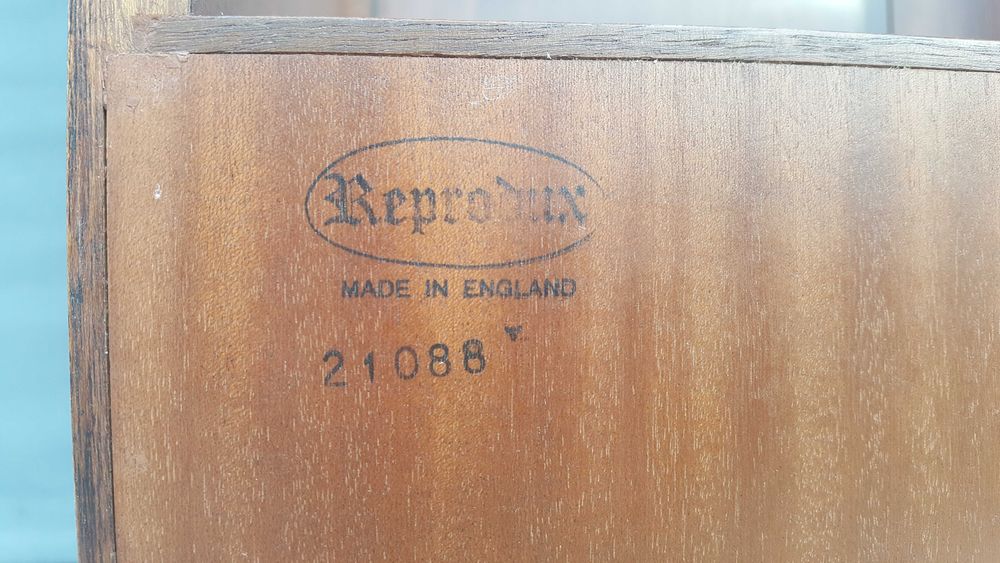 Reprodux
MADE IN ENGLAND
21088